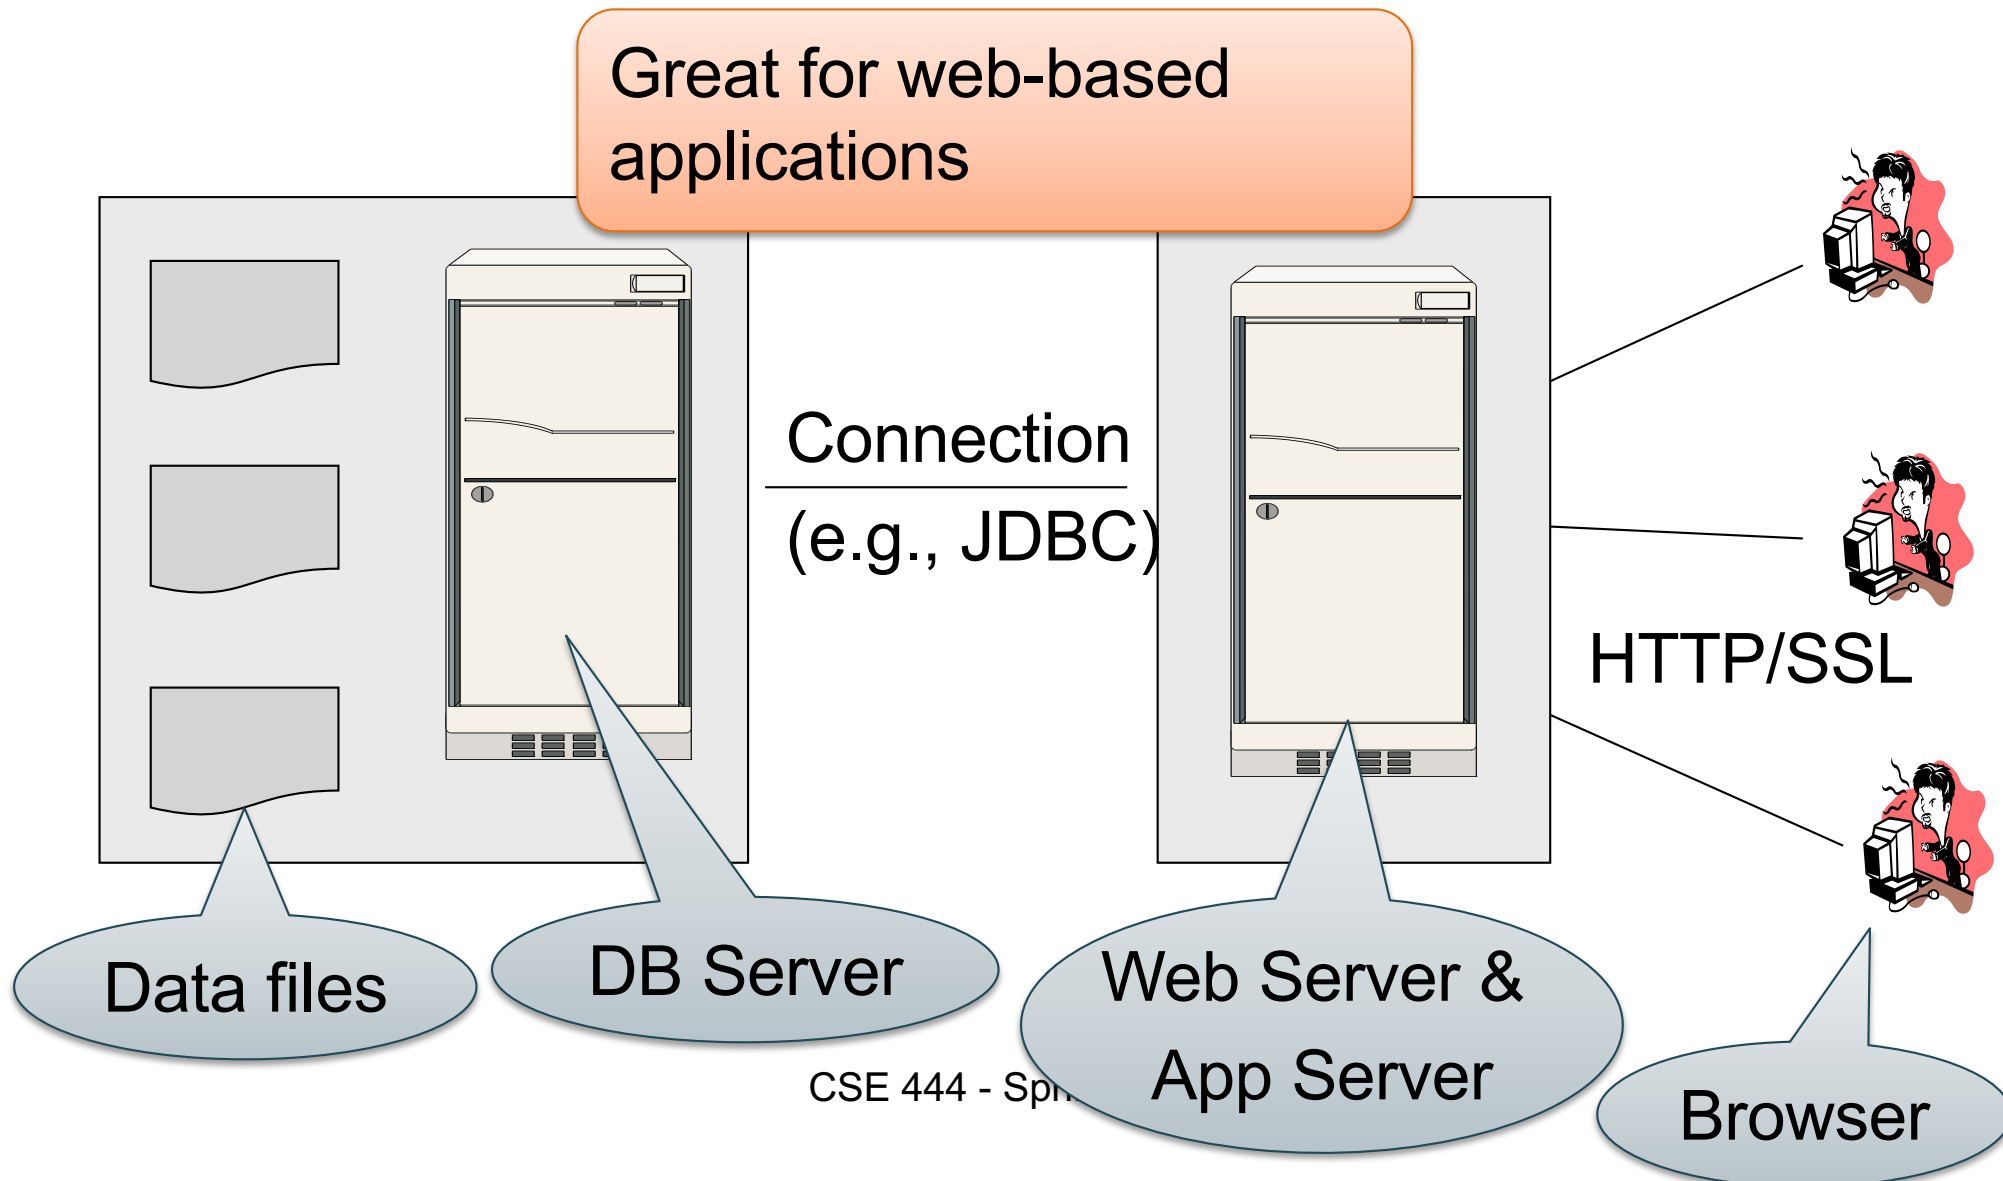 Great for web-based
applications
Connection
(e.g., JDBC)
HTTP/SSL
Data files
DB Server
Web Server &
App Server
Browser
CSE 444 -